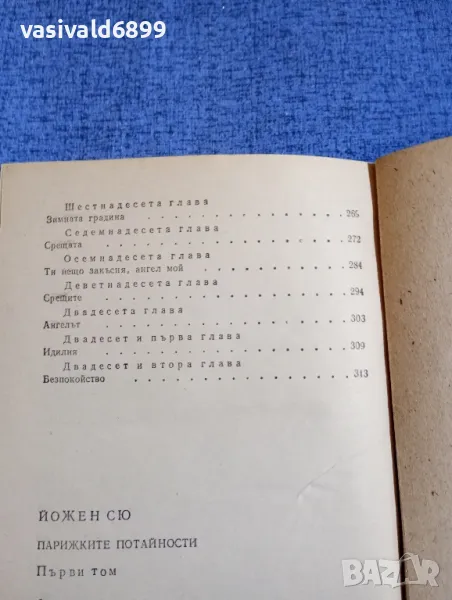 vasivald6899
Шестнадесета глава
Зимната градина . . . . . . . . . . . . . . 265
Седемнадесета глава
Срещата . . . . . . . . . . . . . . 272
Осемнадесета глава
Ти нещо закъсня, ангел мой . . . . . . . . . 284
Деветнадесета глава
Срещите . . . . . . . . . . . . . . 294
Двадесета глава
Ангелът . . . . . . . . . . . . . . 303
Двадесет и първа глава
Идилия . . . . . . . . . . . . . . 309
Двадесет и втора глава
Безпокойство . . . . . . . . . . . . . 313
ЙОЖЕН СЮ
ПАРИЖКИТЕ ПОТАЙНОСТИ
Първи том
BAZAR